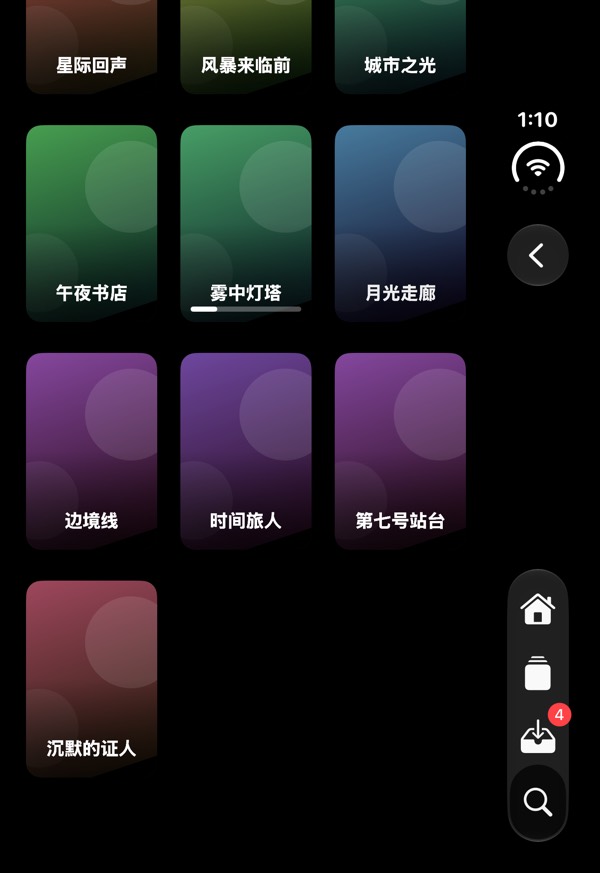 星际回声
风暴来临前
城市之光
1:10
午夜书店
雾中灯塔
月光走廊
边境线
时间旅人
第七号站台
沉默的证人
4